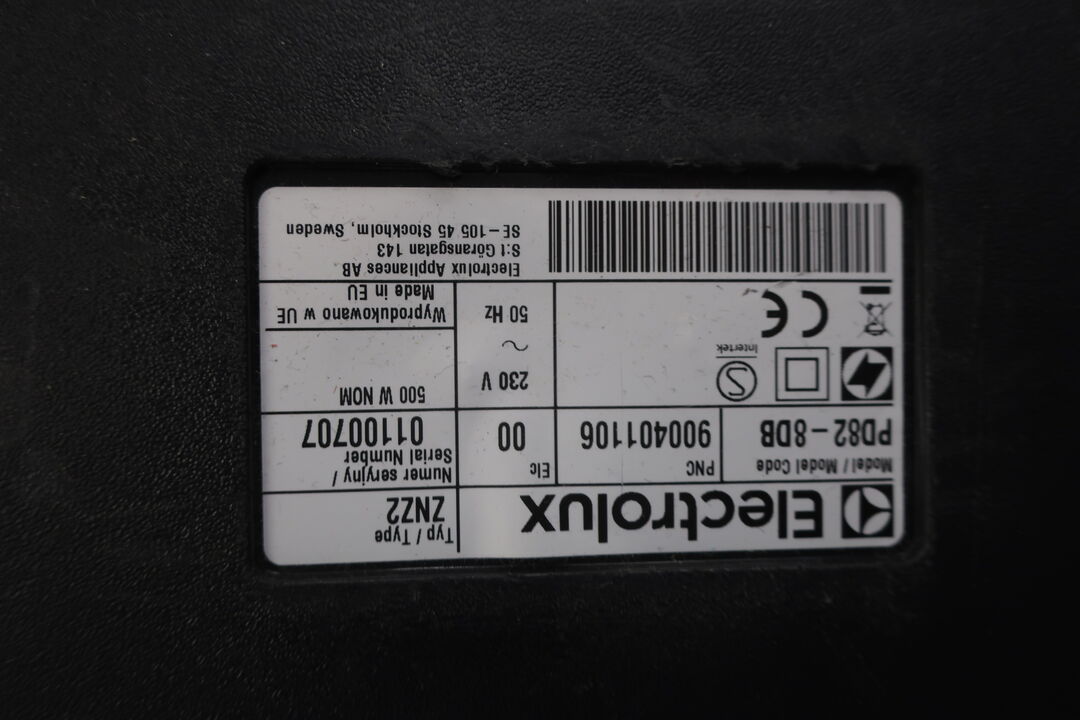 Electrolux
Typ / Type
ZNZ2
Model / Model Code
PD82-8DB
PNC
900401106
Elc
00
Numer seryjny /
Serial Number
01100707
Intertek
S
CE
230 V
~
50 Hz
500 W NOM
Wyprodukowano w UE
Made in EU
Electrolux Appliances AB
S:t Göransgatan 143
SE-105 45 Stockholm, Sweden